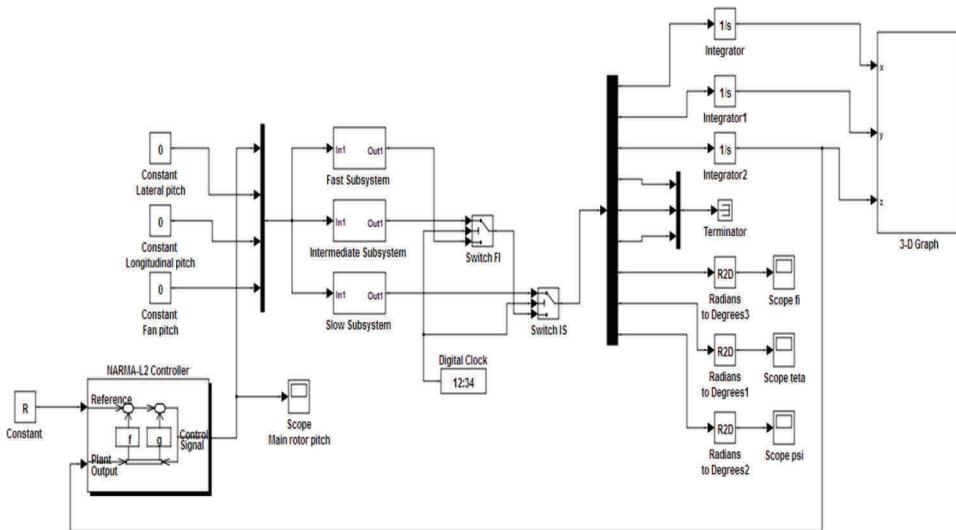 1/s
Integrator
1/s
Integrator1
1/s
Integrator2
x
y
z
3-D Graph
0
Constant
Lateral pitch
0
Constant
Longitudinal pitch
0
Constant
Fan pitch
In1 Out1
Fast Subsystem
In1 Out1
Intermediate Subsystem
In1 Out1
Slow Subsystem
Switch FI
Switch IS
Digital Clock
12:34
Terminator
R2D
Radians
to Degrees3
Scope fi
R2D
Radians
to Degrees1
Scope teta
R2D
Radians
to Degrees2
Scope psi
NARMA-L2 Controller
Reference
f
g
Control
Signal
Plant
Output
R
Constant
Scope
Main rotor pitch